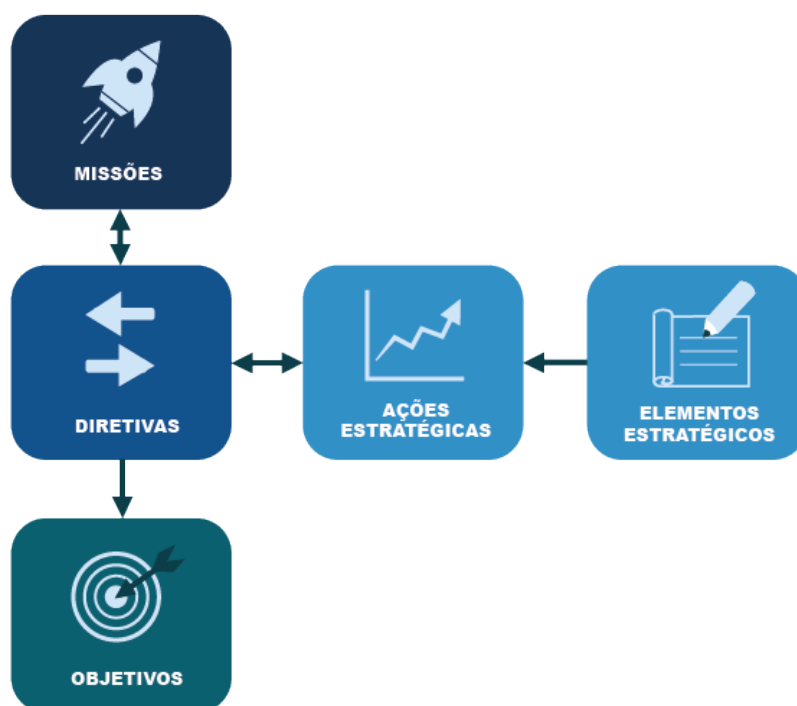 MISSÕES
DIRETIVAS
AÇÕES
ESTRATÉGICAS
ELEMENTOS
ESTRATÉGICOS
OBJETIVOS